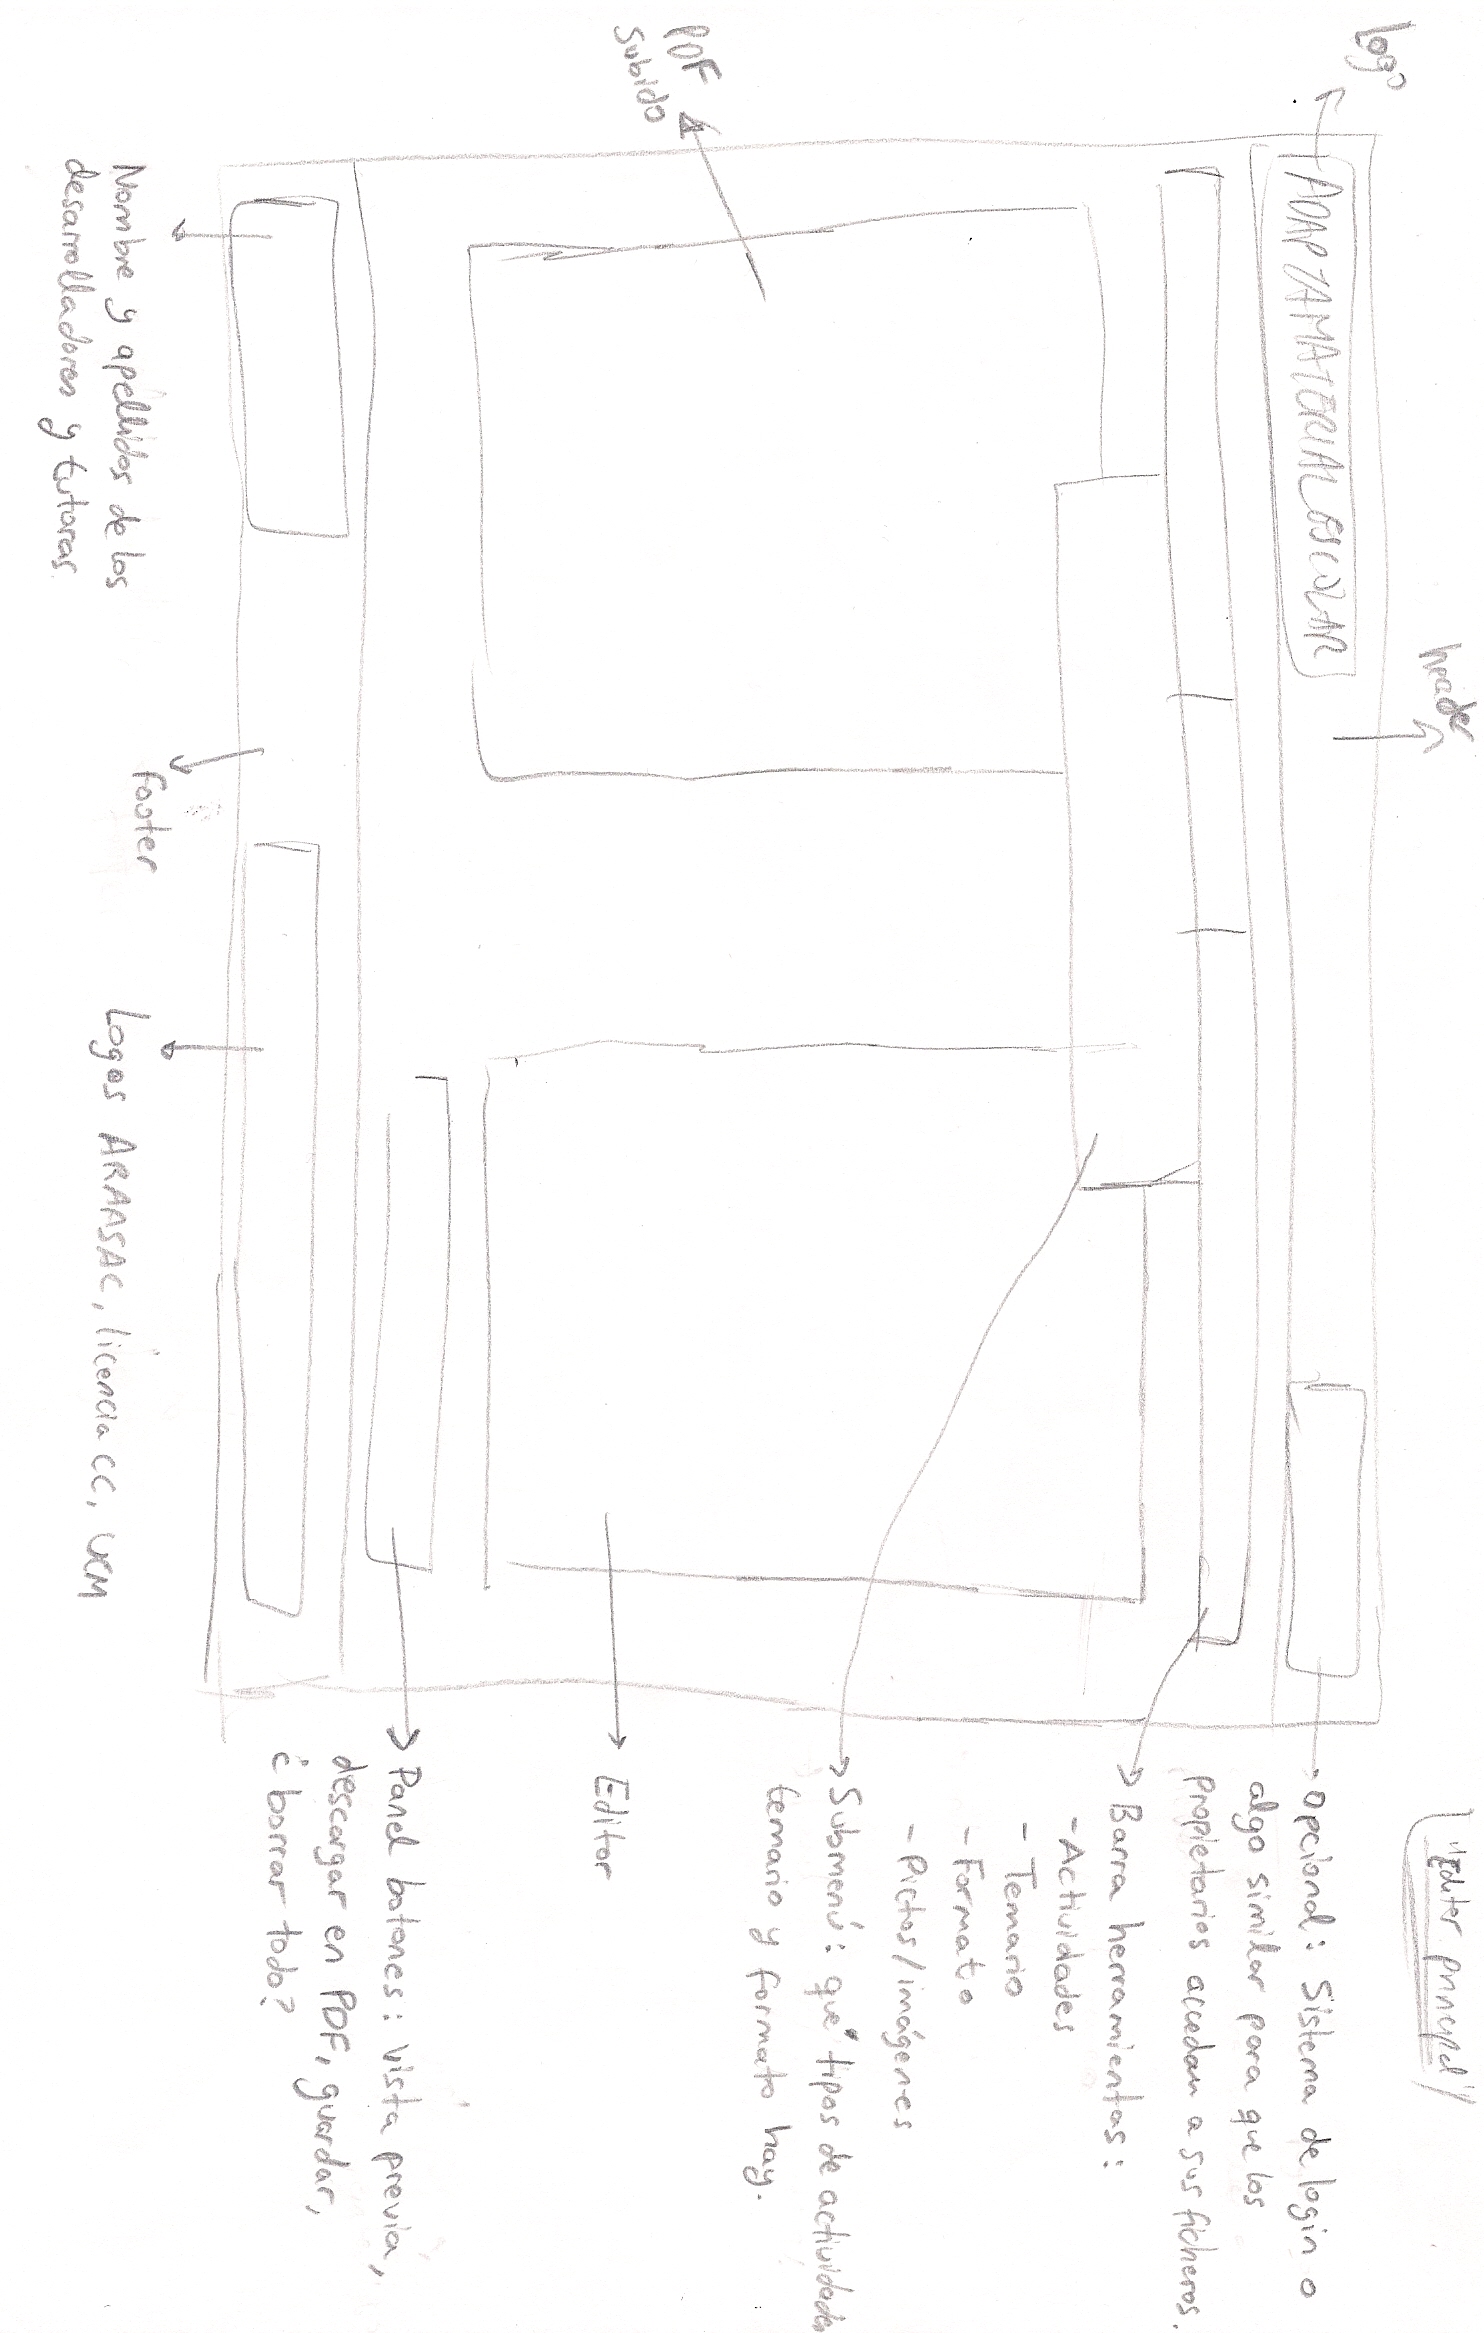 header
"Editer principal"
Logo
ADAPTAMATERIALESCOLAR
Opcional: Sistema de login o
algo similar para que los
propietarios accedan a sus ficheros.
Barra herramientas:
- Actividades
- Temario
- Formato
- Pictos/imágenes
Submenú: qué tipos de actividades
temario y formato hay.
PDF
subido
Editor
Panel botones: vista previa,
descargar en PDF, guardar,
¿borrar todo?
Nombre y apellidos de los
desarrolladores y tutoras.
footer
Logos ARAASAC, licencia CC, UCM